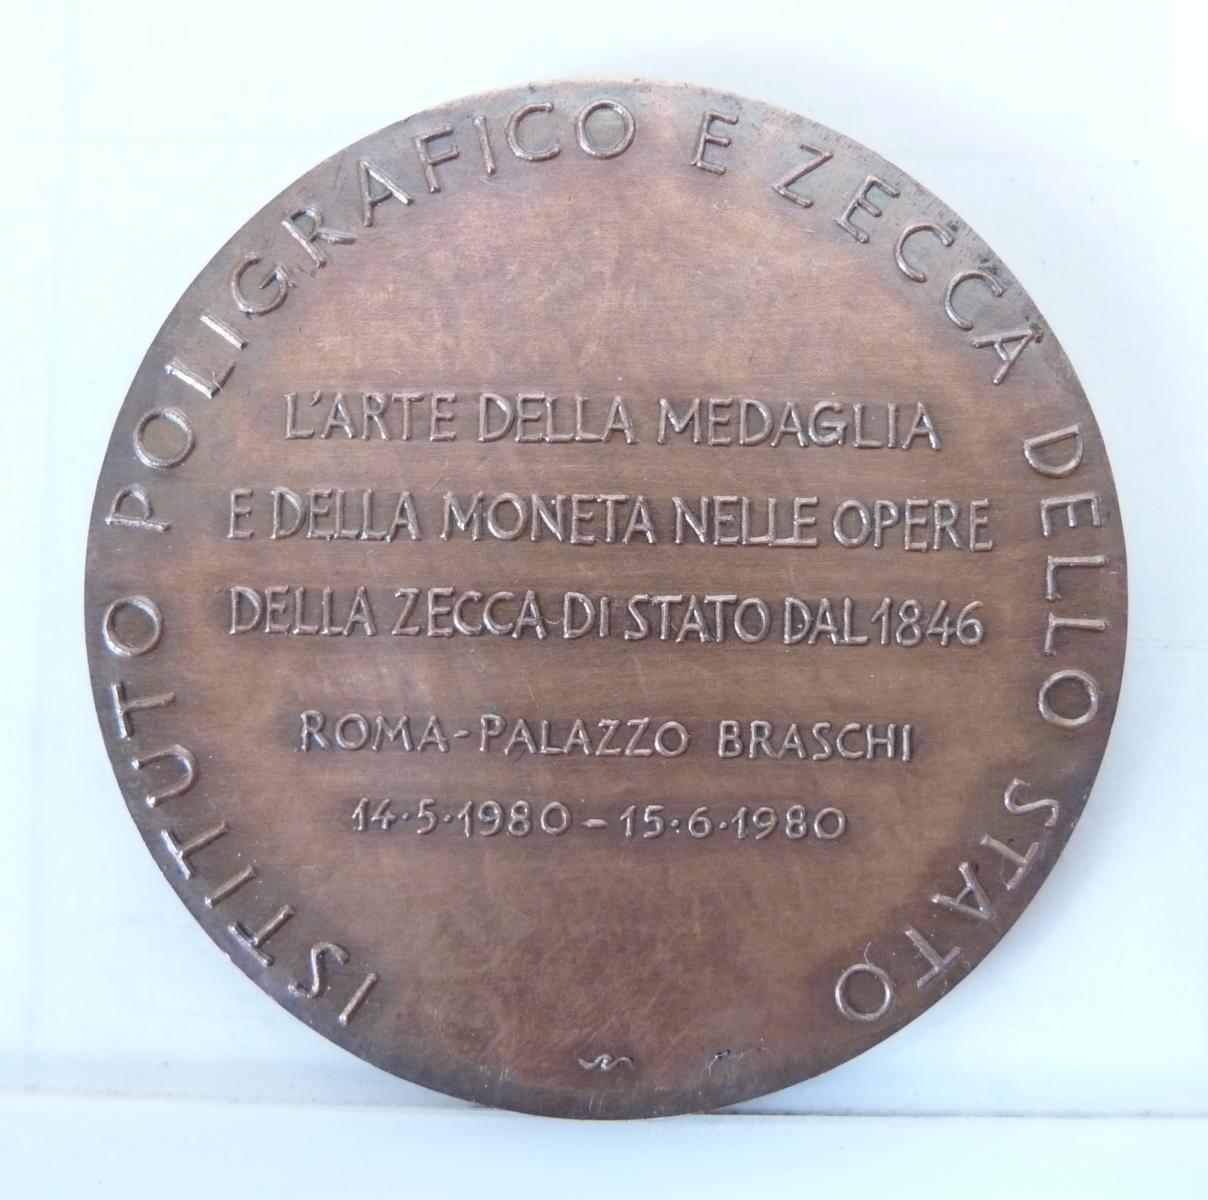 ISTITUTO POLIGRAFICO E ZECCA DELLO STATO
L'ARTE DELLA MEDAGLIA
E DELLA MONETA NELLE OPERE
DELLA ZECCA DI STATO DAL 1846
ROMA-PALAZZO BRASCHI
14.5.1980-15.6.1980